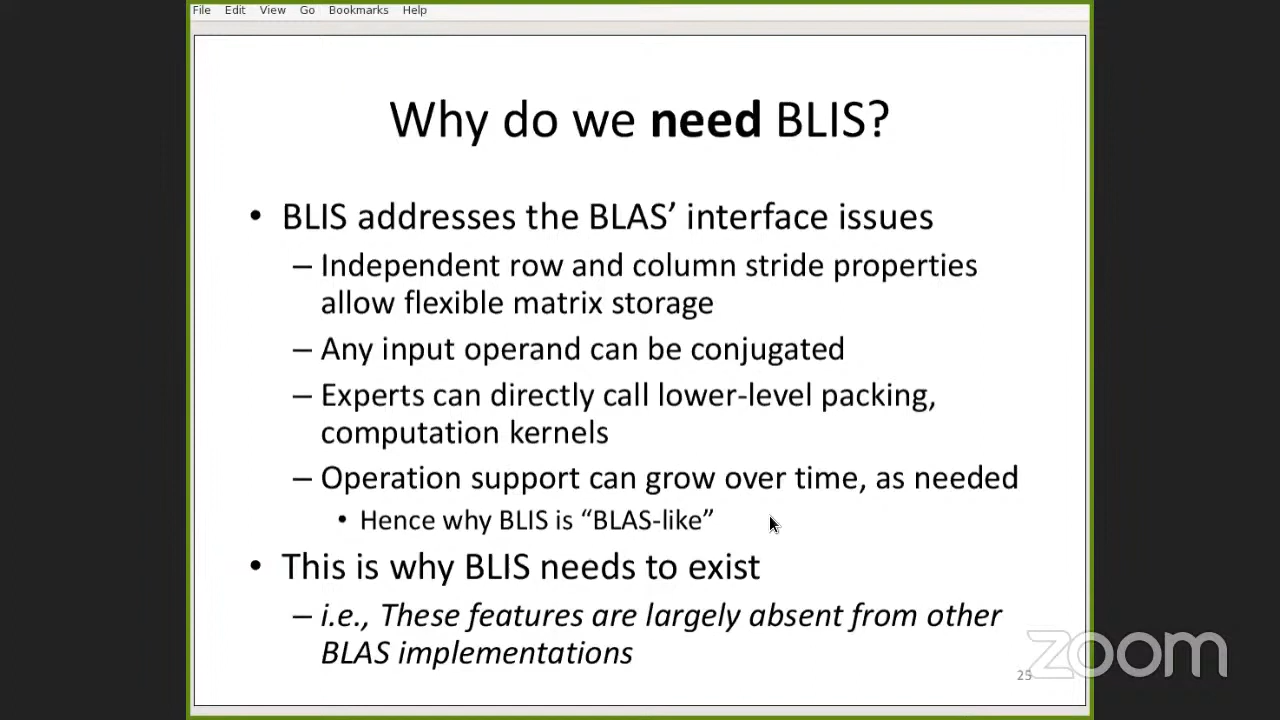 File Edit View Go Bookmarks Help
Why do we need BLIS?
• BLIS addresses the BLAS’ interface issues
– Independent row and column stride properties
allow flexible matrix storage
– Any input operand can be conjugated
– Experts can directly call lower-level packing,
computation kernels
– Operation support can grow over time, as needed
• Hence why BLIS is “BLAS-like”
• This is why BLIS needs to exist
– i.e., These features are largely absent from other
BLAS implementations
25
zoom